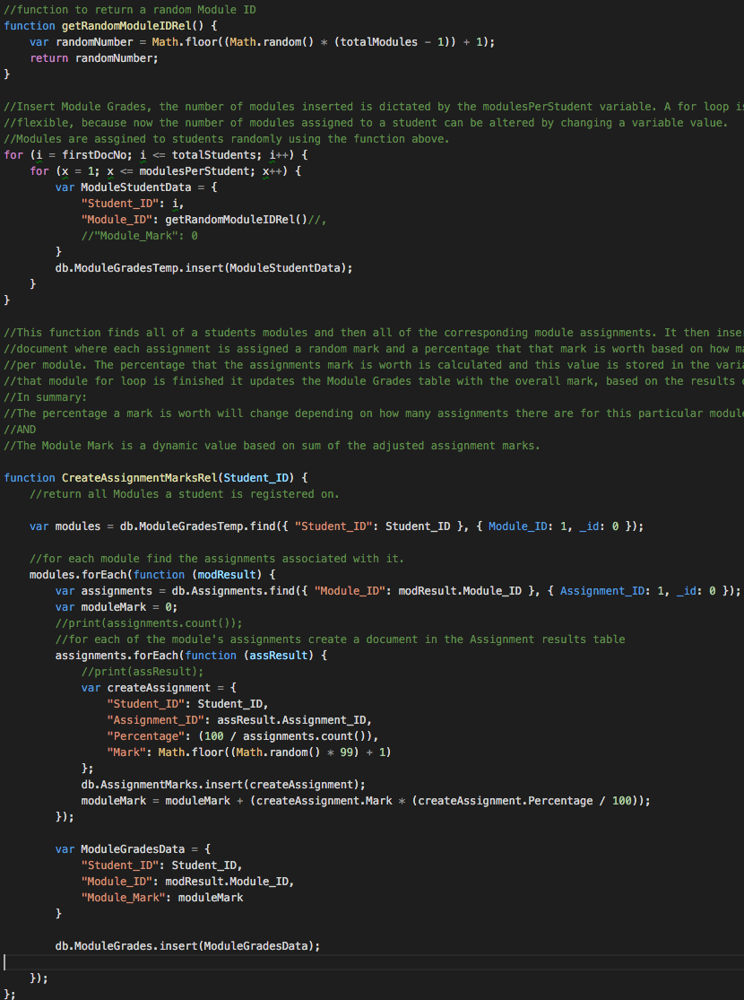 //function to return a random Module ID
function getRandomModuleIDRel() {
    var randomNumber = Math.floor((Math.random() * (totalModules - 1)) + 1);
    return randomNumber;
}

//Insert Module Grades, the number of modules inserted is dictated by the modulesPerStudent variable. A for loop is
//flexible, because now the number of modules assigned to a student can be altered by changing a variable value.
//Modules are assgined to students randomly using the function above.
for (i = firstDocNo; i <= totalStudents; i++) {
    for (x = 1; x <= modulesPerStudent; x++) {
        var ModuleStudentData = {
            "Student_ID": i,
            "Module_ID": getRandomModuleIDRel()//,
            //"Module_Mark": 0
        }
        db.ModuleGradesTemp.insert(ModuleStudentData);
    }
}

//This function finds all of a students modules and then all of the corresponding module assignments. It then inser
//document where each assignment is assigned a random mark and a percentage that that mark is worth based on how ma
//per module. The percentage that the assignments mark is worth is calculated and this value is stored in the varia
//that module for loop is finished it updates the Module Grades table with the overall mark, based on the results o
//In summary:
//The percentage a mark is worth will change depending on how many assignments there are for this particular module
//AND
//The Module Mark is a dynamic value based on sum of the adjusted assignment marks.

function CreateAssignmentMarksRel(Student_ID) {
    //return all Modules a student is registered on.

    var modules = db.ModuleGradesTemp.find({ "Student_ID": Student_ID }, { Module_ID: 1, _id: 0 });

    //for each module find the assignments associated with it.
    modules.forEach(function (modResult) {
        var assignments = db.Assignments.find({ "Module_ID": modResult.Module_ID }, { Assignment_ID: 1, _id: 0 });
        var moduleMark = 0;
        //print(assignments.count());
        //for each of the module's assignments create a document in the Assignment results table
        assignments.forEach(function (assResult) {
            //print(assResult);
            var createAssignment = {
                "Student_ID": Student_ID,
                "Assignment_ID": assResult.Assignment_ID,
                "Percentage": (100 / assignments.count()),
                "Mark": Math.floor((Math.random() * 99) + 1)
            };
            db.AssignmentMarks.insert(createAssignment);
            moduleMark = moduleMark + (createAssignment.Mark * (createAssignment.Percentage / 100));
        });

        var ModuleGradesData = {
            "Student_ID": Student_ID,
            "Module_ID": modResult.Module_ID,
            "Module_Mark": moduleMark
        }

        db.ModuleGrades.insert(ModuleGradesData);

    });
};